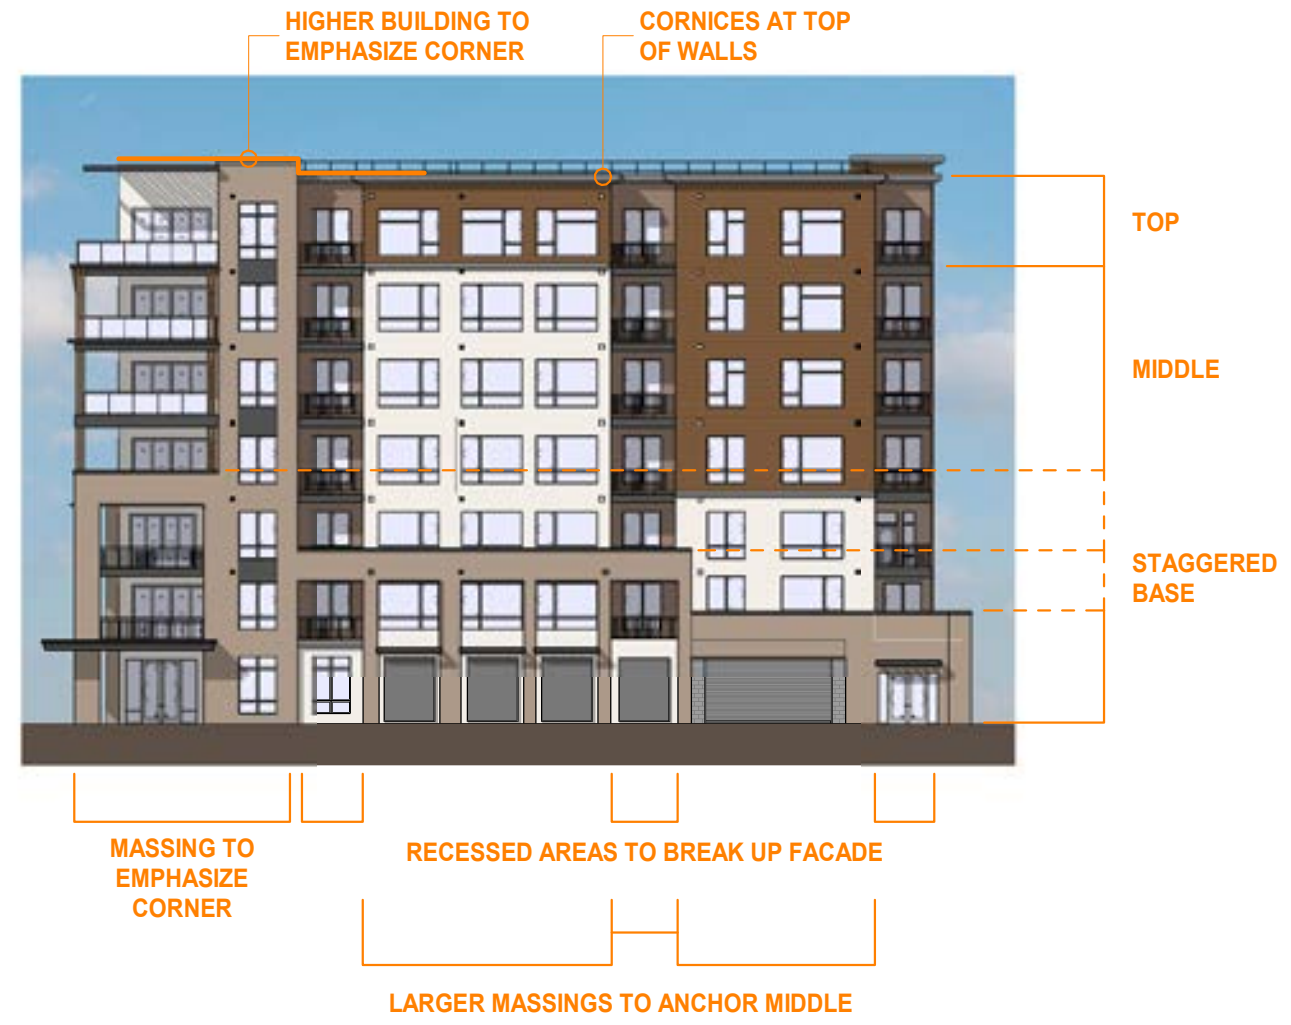 HIGHER BUILDING TO
EMPHASIZE CORNER
CORNICES AT TOP
OF WALLS
TOP
MIDDLE
STAGGERED
BASE
MASSING TO
EMPHASIZE
CORNER
RECESSED AREAS TO BREAK UP FACADE
LARGER MASSINGS TO ANCHOR MIDDLE